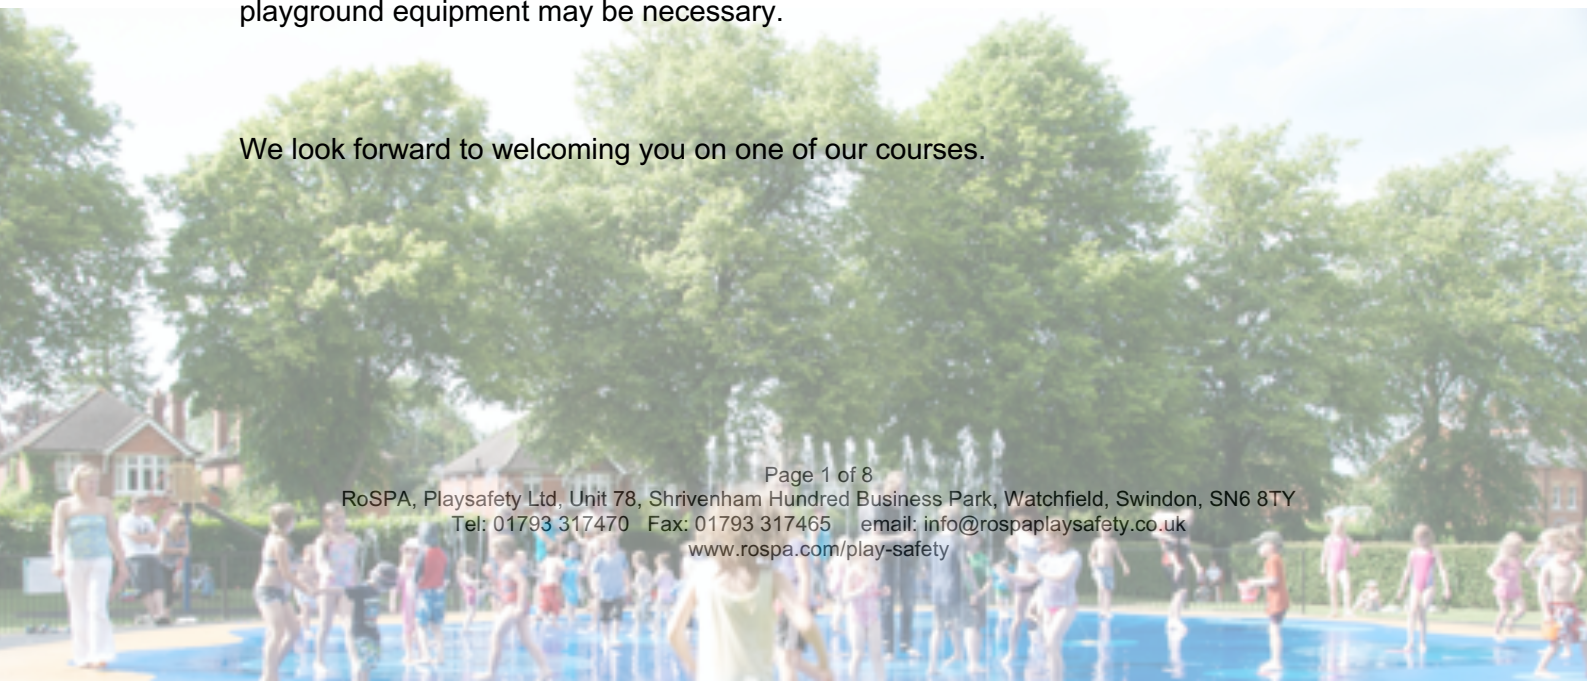 playground equipment may be necessary.
We look forward to welcoming you on one of our courses.
Page 1 of 8
RoSPA, Playsafety Ltd, Unit 78, Shrivenham Hundred Business Park, Watchfield, Swindon, SN6 8TY
Tel: 01793 317470   Fax: 01793 317465     email: info@rospaplaysafety.co.uk
www.rospa.com/play-safety